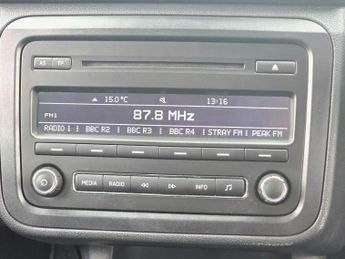 AS TP
15.0°C 13·16
FM1 87.8 MHz
RADIO 1 BBC R2 BBC R3 BBC R4 STRAY FM PEAK FM
MEDIA RADIO INFO